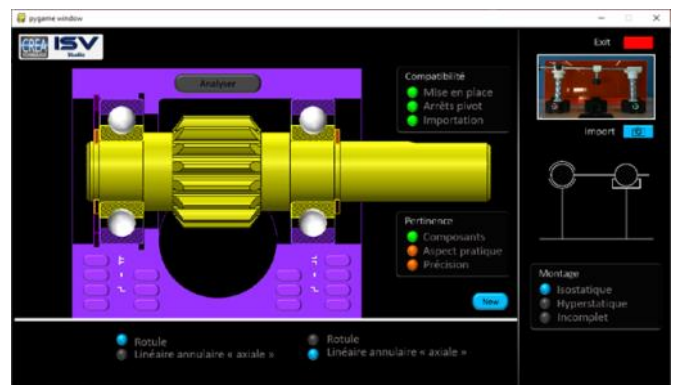 pygame window
CREA
ISV
Studio
Exit
Analyser
Compatibilité
Mise en place
Arrêts pivot
Importation
Import
Pertinence
Composants
Aspect pratique
Précision
New
Montage
Isostatique
Hyperstatique
Incomplet
Rotule
Linéaire annulaire « axiale »
Rotule
Linéaire annulaire « axiale »